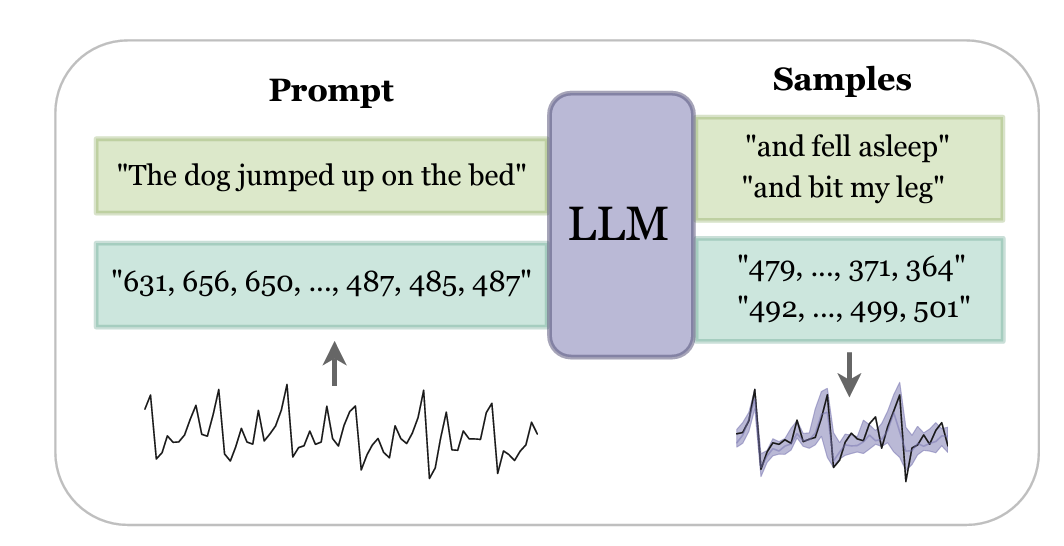 Prompt
"The dog jumped up on the bed"
"631, 656, 650, ..., 487, 485, 487"
LLM
Samples
"and fell asleep"
"and bit my leg"
"479, ..., 371, 364"
"492, ..., 499, 501"